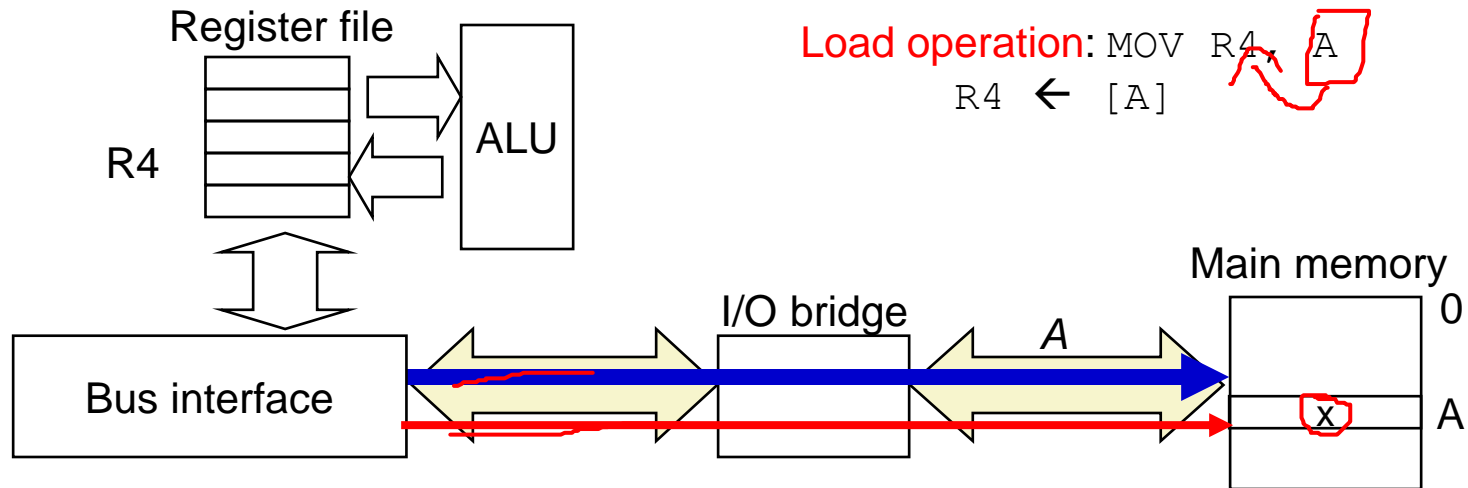 Register file
Load operation: MOV R4, A
R4 ← [A]
ALU
R4
Main memory
I/O bridge
0
A
Bus interface
x
A